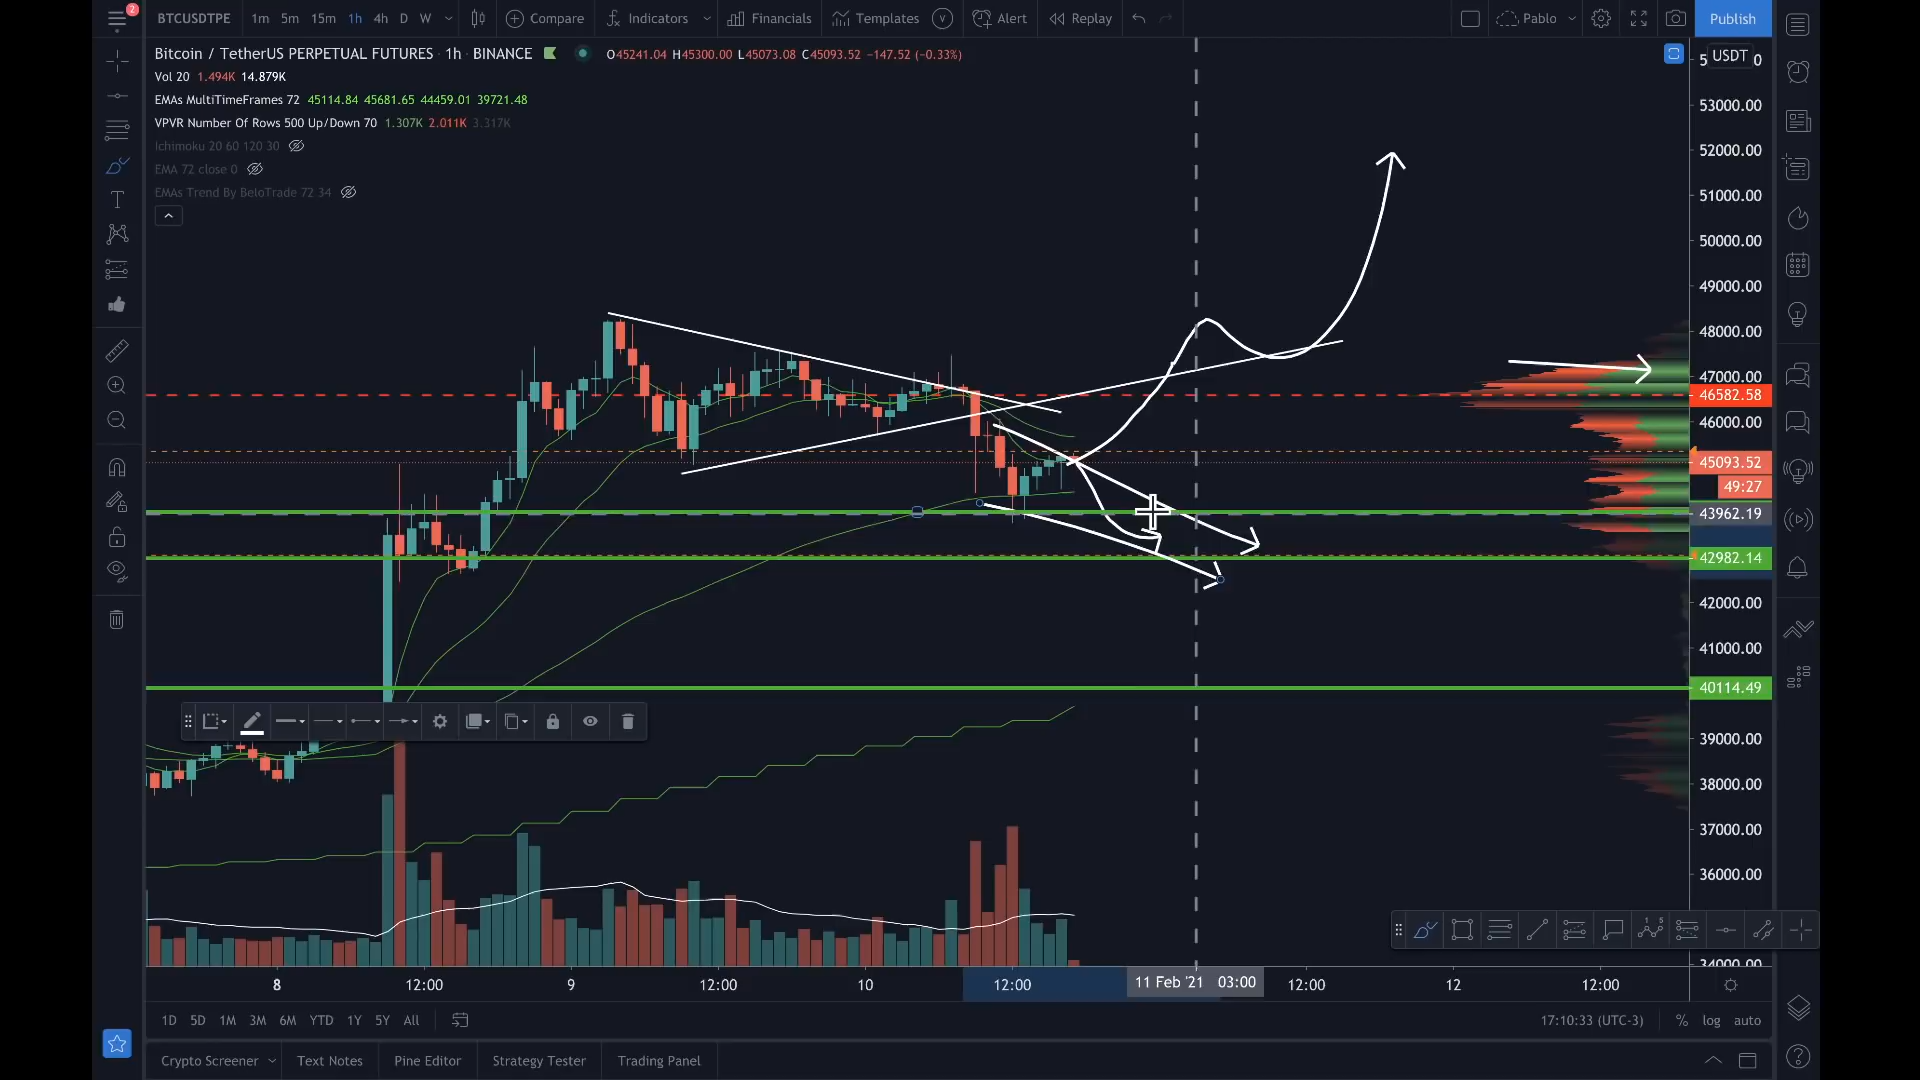 2
BTCUSDTPE 1m 5m 15m 1h 4h D W Compare Indicators Financials Templates Alert Replay Pablo Publish
Bitcoin / TetherUS PERPETUAL FUTURES · 1h · BINANCE O45241.04 H45300.00 L45073.08 C45093.52 −147.52 (−0.33%)
Vol 20 1.494K 14.879K
EMAs MultiTimeFrames 72 45114.84 45681.65 44459.01 39721.48
VPVR Number Of Rows 500 Up/Down 70 1.307K 2.011K 3.317K
Ichimoku 20 60 120 30
EMA 72 close 0
EMAs Trend By BeloTrade 72 34
USDT
53000.00
52000.00
51000.00
50000.00
49000.00
48000.00
47000.00
46582.58
46000.00
45093.52
49:27
43962.19
42982.14
42000.00
41000.00
40114.49
39000.00
38000.00
37000.00
36000.00
34000.00
8 12:00 9 12:00 10 12:00 11 Feb '21 03:00 12:00 12 12:00
1D 5D 1M 3M 6M YTD 1Y 5Y All 17:10:33 (UTC-3) % log auto
Crypto Screener Text Notes Pine Editor Strategy Tester Trading Panel